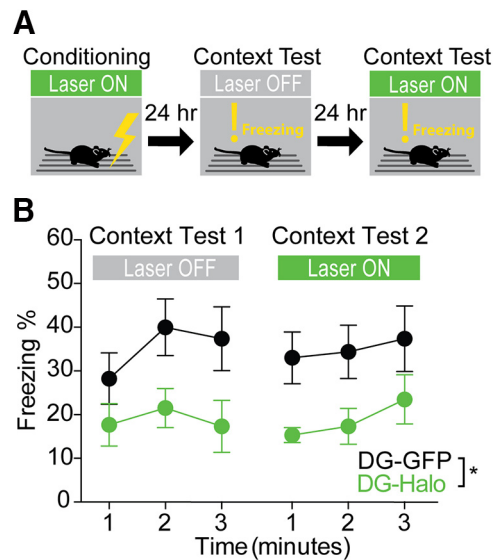 A
Conditioning Context Test Context Test
Laser ON Laser OFF Laser ON
24 hr 24 hr
! Freezing ! Freezing
B
Context Test 1 Context Test 2
Laser OFF Laser ON
Freezing %
60
50
40
30
20
10
0
DG-GFP
DG-Halo
*
1 2 3 1 2 3
Time (minutes)